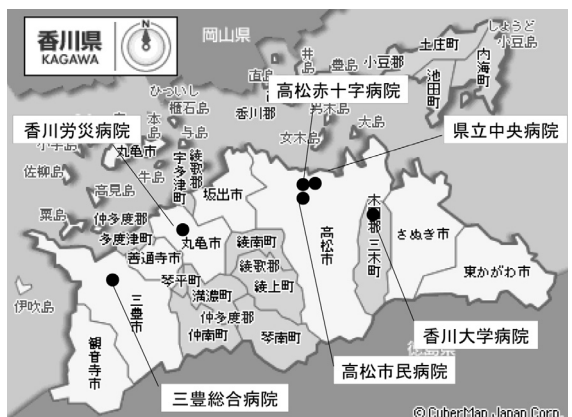 香川県
KAGAWA
岡山県
しょうど
小豆島
土庄町
内海町
小豆郡
池田町
豊島
井島
直島
香川郡
男木島
女木島
大島
高松赤十字病院
県立中央病院
香川労災病院
ひついし
櫃石島
本島
与島
丸亀市
牛島
佐柳島
高見島
粟島
伊吹島
綾歌郡
宇多津町
坂出市
仲多度郡
多度津町
善通寺市
丸亀市
琴平町
満濃町
仲多度郡
仲南町
琴南町
綾南町
綾歌郡
綾上町
高松市
木田郡三木町
さぬき市
東かがわ市
三豊市
観音寺市
香川大学病院
高松市民病院
三豊総合病院
徳島県
© CyberMap Japan Corp.